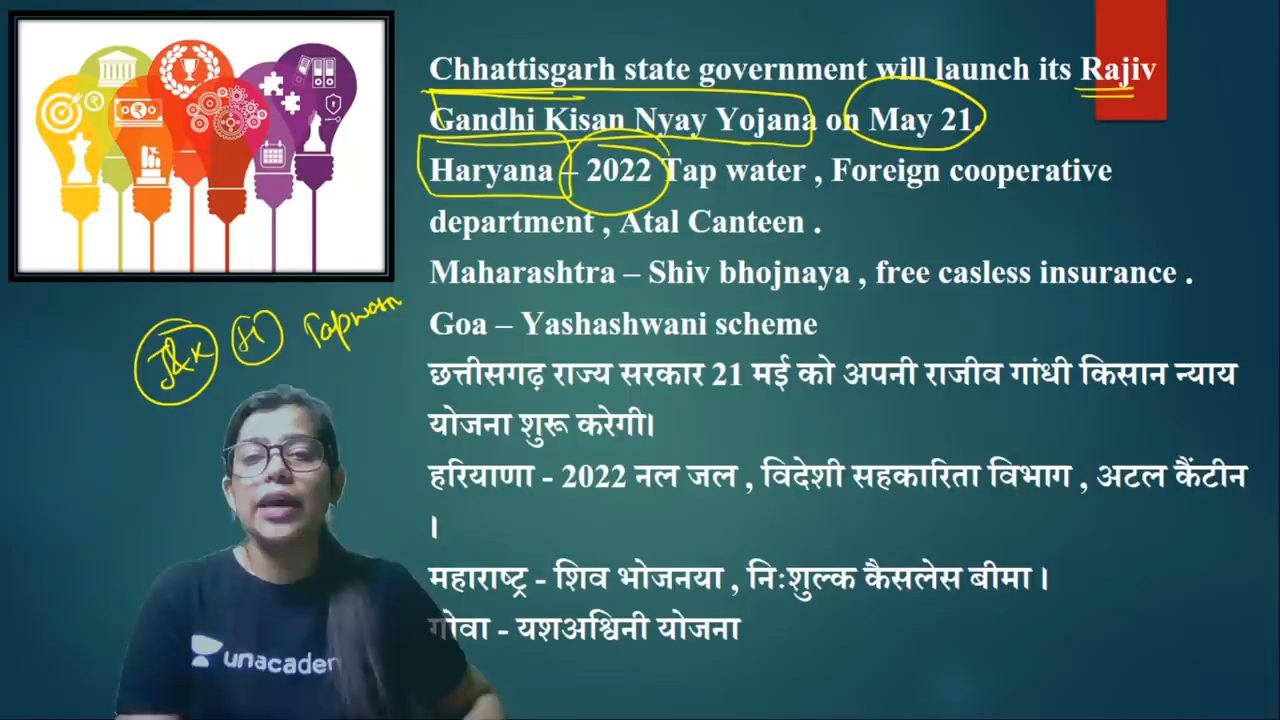 Chhattisgarh state government will launch its Rajiv
Gandhi Kisan Nyay Yojana on May 21.
Haryana – 2022 Tap water , Foreign cooperative
department , Atal Canteen .
Maharashtra – Shiv bhojnaya , free casless insurance .
Goa – Yashashwani scheme
छत्तीसगढ़ राज्य सरकार 21 मई को अपनी राजीव गांधी किसान न्याय
योजना शुरू करेगी।
हरियाणा - 2022 नल जल , विदेशी सहकारिता विभाग , अटल कैंटीन
।
महाराष्ट्र - शिव भोजनया , निःशुल्क कैसलेस बीमा ।
गोवा - यशअश्विनी योजना
J&K
unacadem